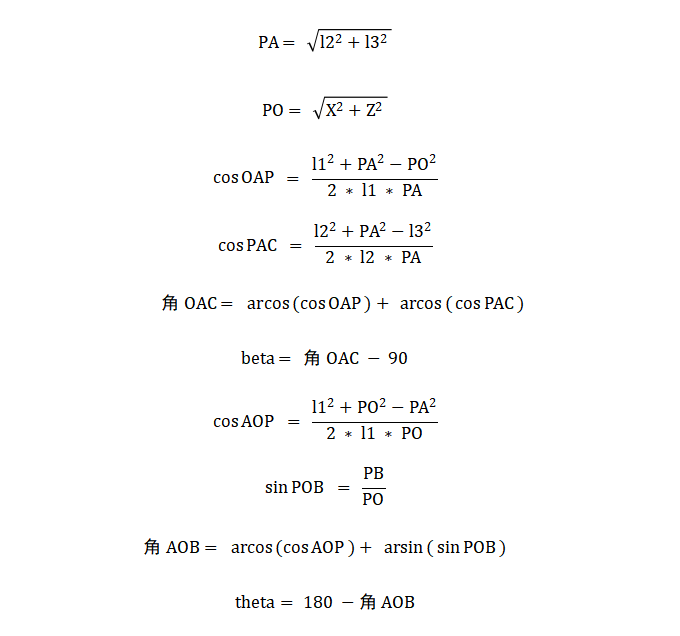 PA = √(l2² + l3²)
PO = √(X² + Z²)
cos OAP = (l1² + PA² − PO²) / (2 * l1 * PA)
cos PAC = (l2² + PA² − l3²) / (2 * l2 * PA)
角 OAC = arcos (cos OAP ) + arcos ( cos PAC )
beta = 角 OAC − 90
cos AOP = (l1² + PO² − PA²) / (2 * l1 * PO)
sin POB = PB / PO
角 AOB = arcos (cos AOP ) + arsin ( sin POB )
theta = 180 − 角 AOB